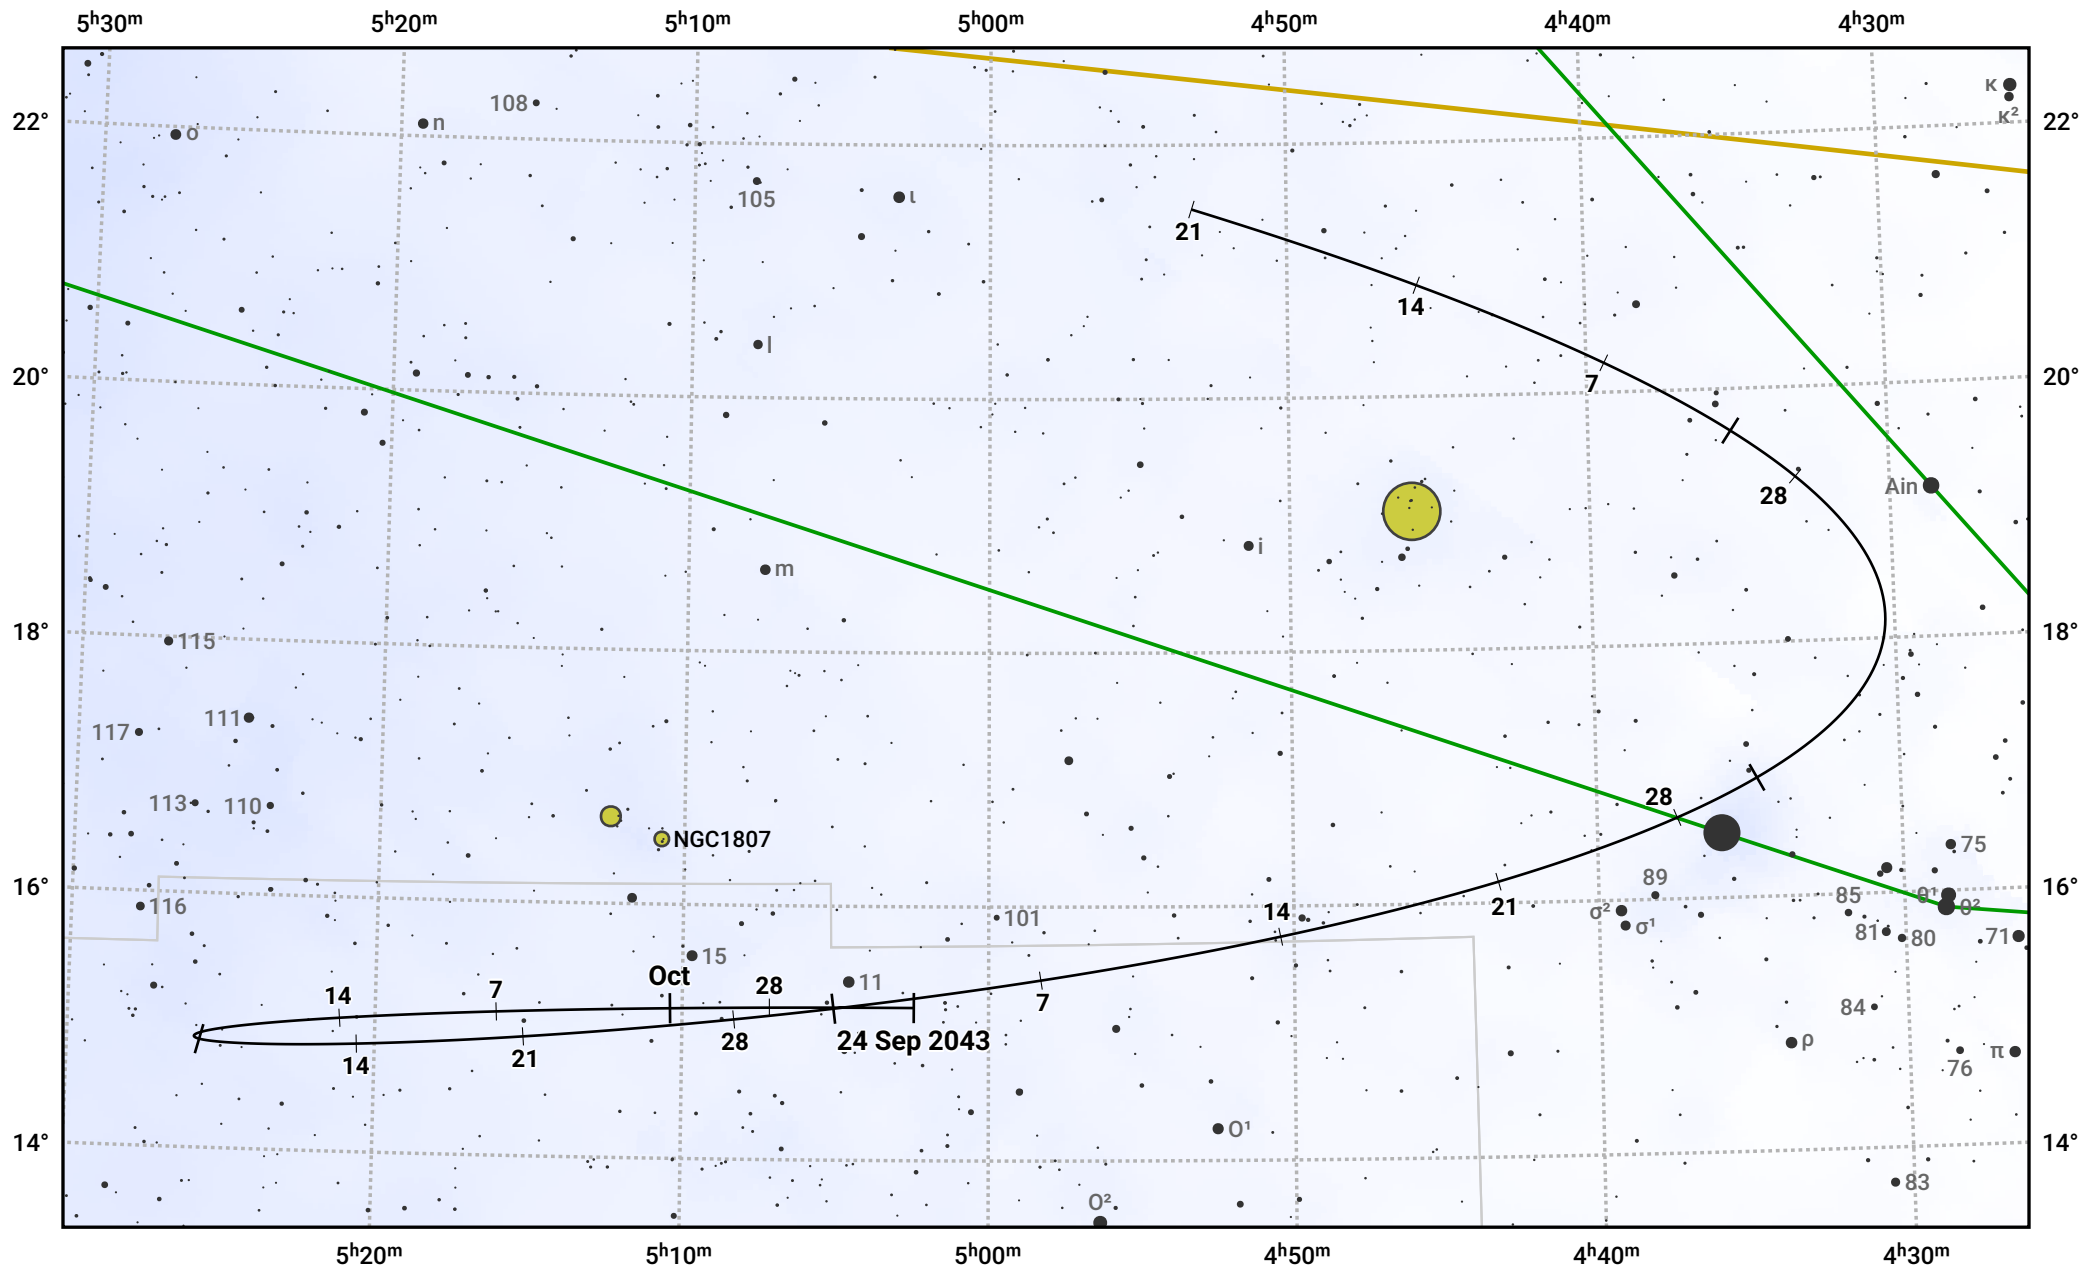 5ʰ30ᵐ 5ʰ20ᵐ 5ʰ10ᵐ 5ʰ00ᵐ 4ʰ50ᵐ 4ʰ40ᵐ 4ʰ30ᵐ
κ
108
κ²
22° ο n 22°
105 ι
21
14
l
20° 7 20°
Ain
28
i
m
18° 115 18°
111
117
28
113 110
NGC1807 75
89
16° 116 85 θ¹ 16°
101 14 21 σ² θ²
σ¹ 81 80 71
15
Oct 11
14 7 28 7 84
24 Sep 2043 ρ
14 21 28 76 π
14° O¹ 14°
83
O²
5ʰ20ᵐ 5ʰ10ᵐ 5ʰ00ᵐ 4ʰ50ᵐ 4ʰ40ᵐ 4ʰ30ᵐ